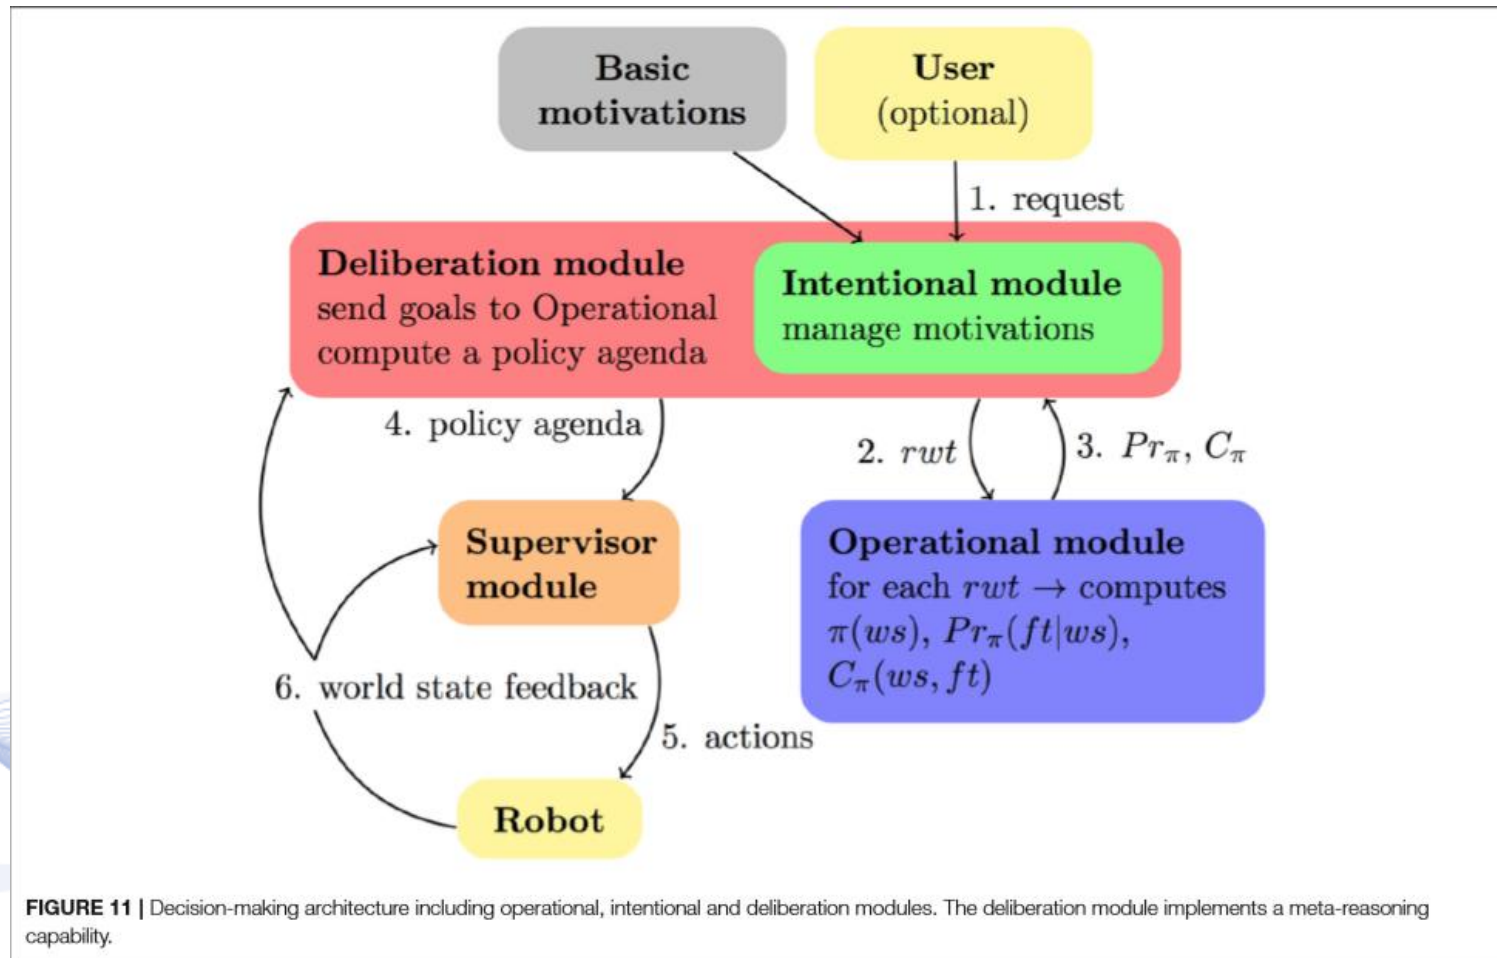 Basic
motivations
User
(optional)
1. request
Deliberation module
send goals to Operational
compute a policy agenda
Intentional module
manage motivations
4. policy agenda
2. rwt
3. Prπ, Cπ
Supervisor
module
Operational module
for each rwt → computes
π(ws), Prπ(ft|ws),
Cπ(ws, ft)
6. world state feedback
5. actions
Robot
FIGURE 11 | Decision-making architecture including operational, intentional and deliberation modules. The deliberation module implements a meta-reasoning
capability.